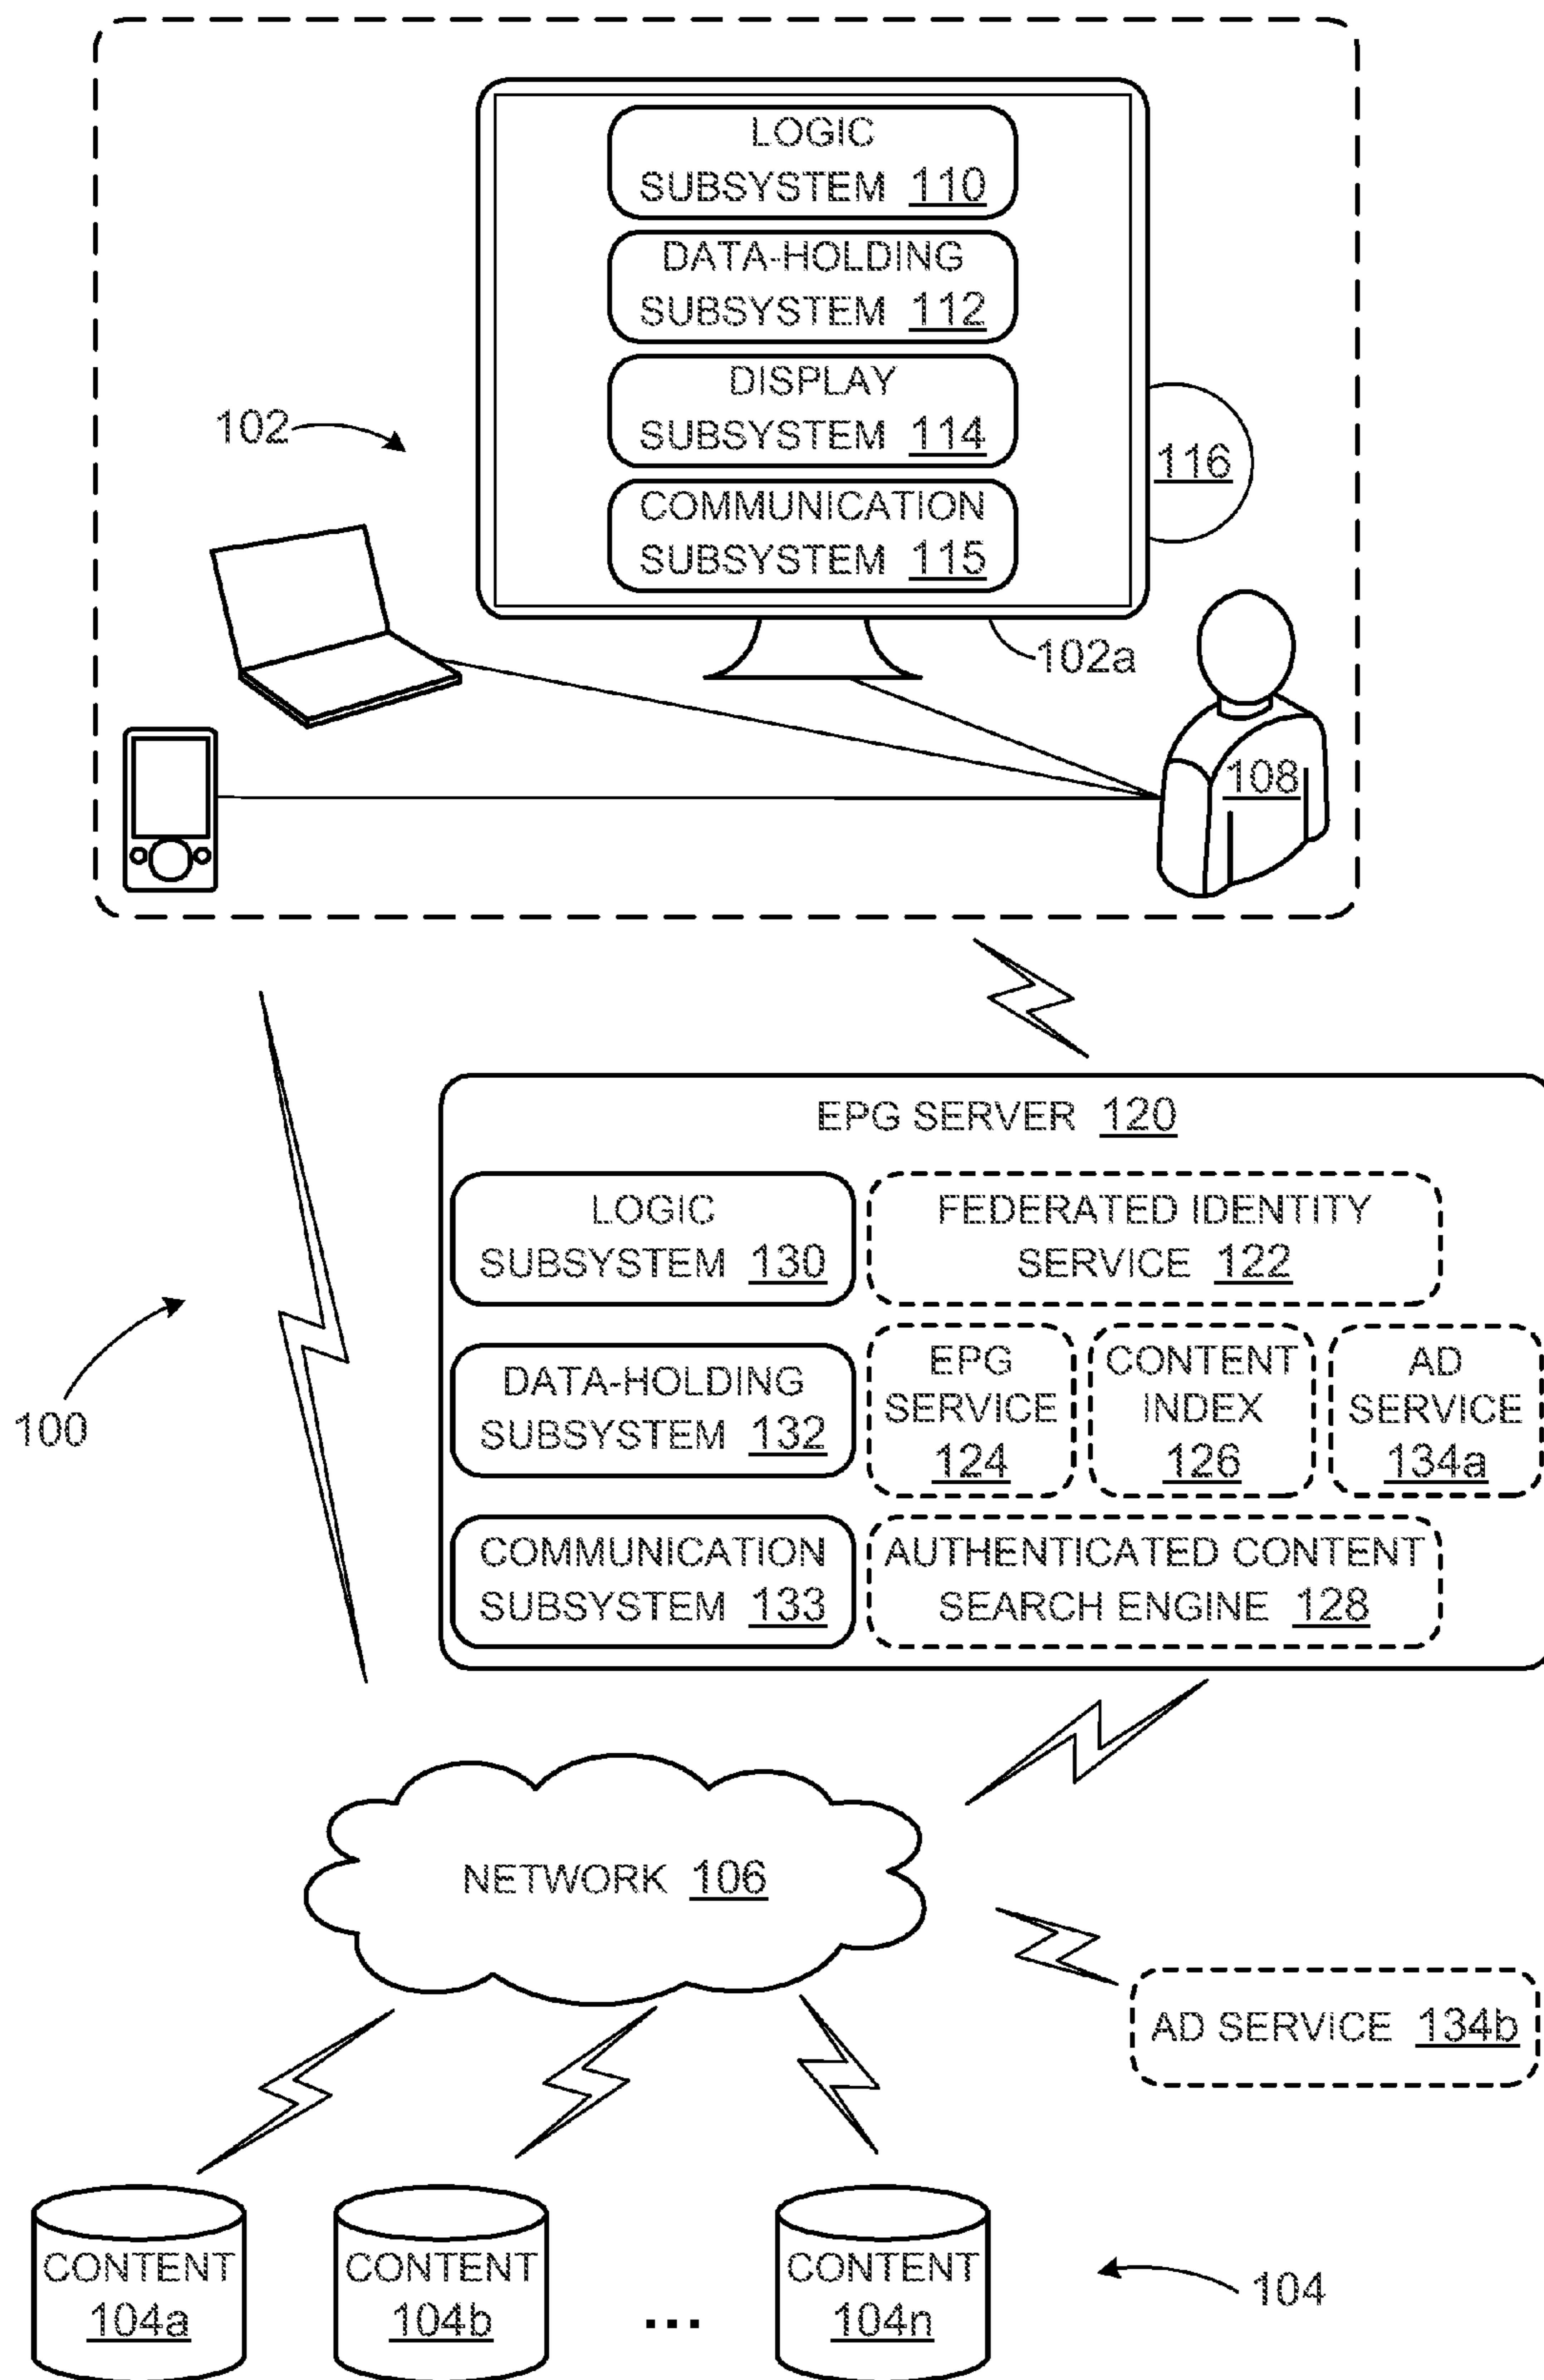 LOGIC
SUBSYSTEM 110
DATA-HOLDING
SUBSYSTEM 112
DISPLAY
SUBSYSTEM 114
COMMUNICATION
SUBSYSTEM 115
102
116
102a
108
EPG SERVER 120
LOGIC
SUBSYSTEM 130
FEDERATED IDENTITY
SERVICE 122
DATA-HOLDING
SUBSYSTEM 132
EPG
SERVICE
124
CONTENT
INDEX
126
AD
SERVICE
134a
COMMUNICATION
SUBSYSTEM 133
AUTHENTICATED CONTENT
SEARCH ENGINE 128
100
NETWORK 106
AD SERVICE 134b
CONTENT
104a
CONTENT
104b
...
CONTENT
104n
104